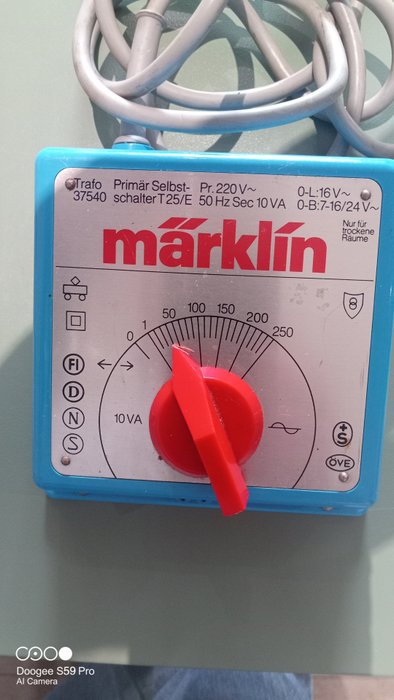 Trafo Primär Selbst- Pr. 220 V~ 0-L:16 V~
37540 schalter T 25/E 50 Hz Sec 10 VA 0-B:7-16/24 V~
Nur für
trockene
Räume
märklin
0 1 50 100 150 200 250
FI
D
N
S
10 VA
+S
ÖVE
Doogee S59 Pro
AI Camera